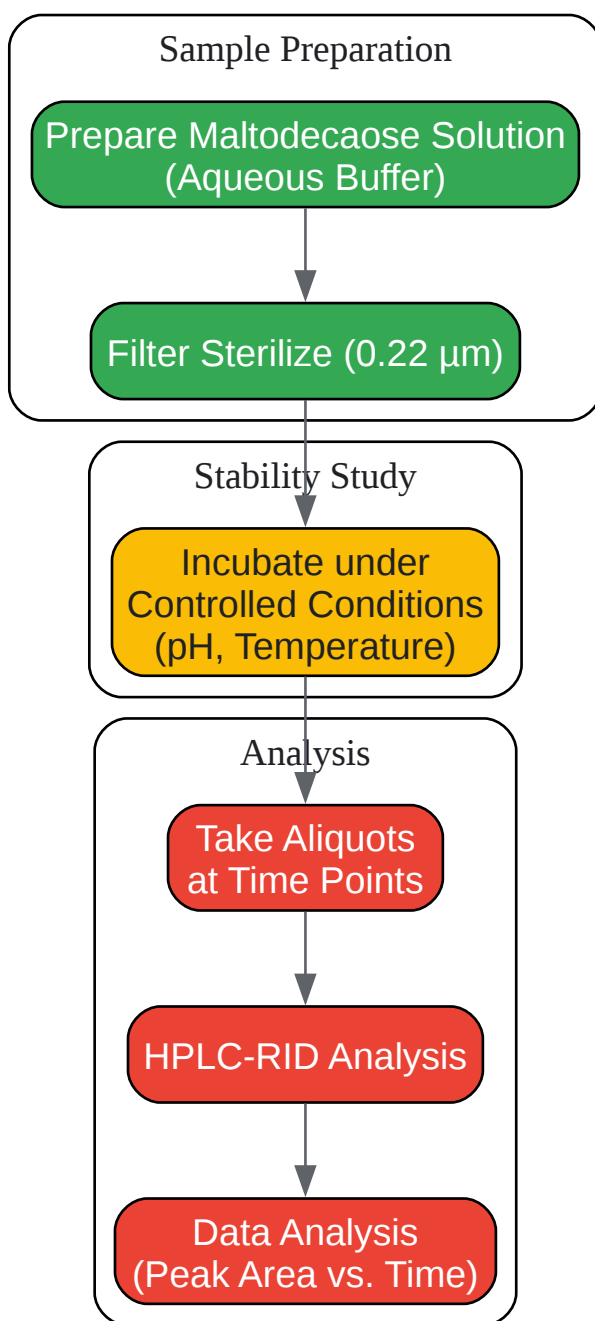 Sample Preparation
Prepare Maltodecaose Solution
(Aqueous Buffer)
Filter Sterilize (0.22 µm)
Stability Study
Incubate under
Controlled Conditions
(pH, Temperature)
Analysis
Take Aliquots
at Time Points
HPLC-RID Analysis
Data Analysis
(Peak Area vs. Time)